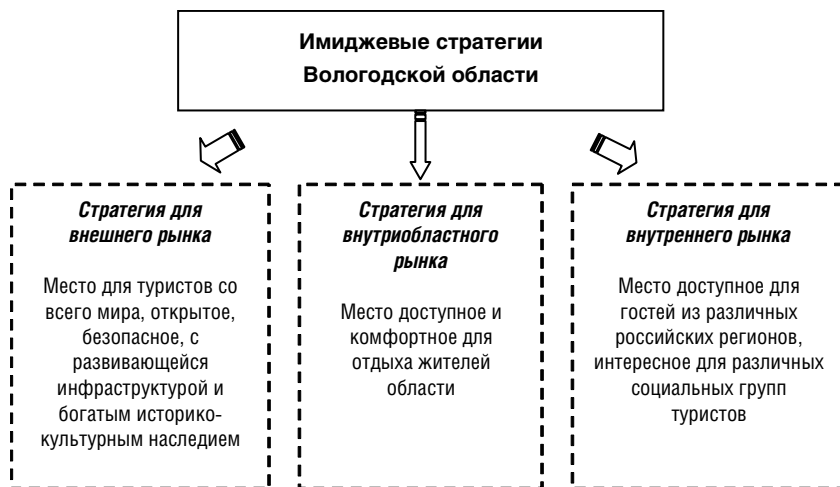 Имиджевые стратегии
Вологодской области
Стратегия для
внешнего рынка
Место для туристов со
всего мира, открытое,
безопасное, с
развивающейся
инфраструктурой и
богатым историко-
культурным наследием
Стратегия для
внутриобластного
рынка
Место доступное и
комфортное для
отдыха жителей
области
Стратегия для
внутреннего рынка
Место доступное для
гостей из различных
российских регионов,
интересное для различных
социальных групп
туристов